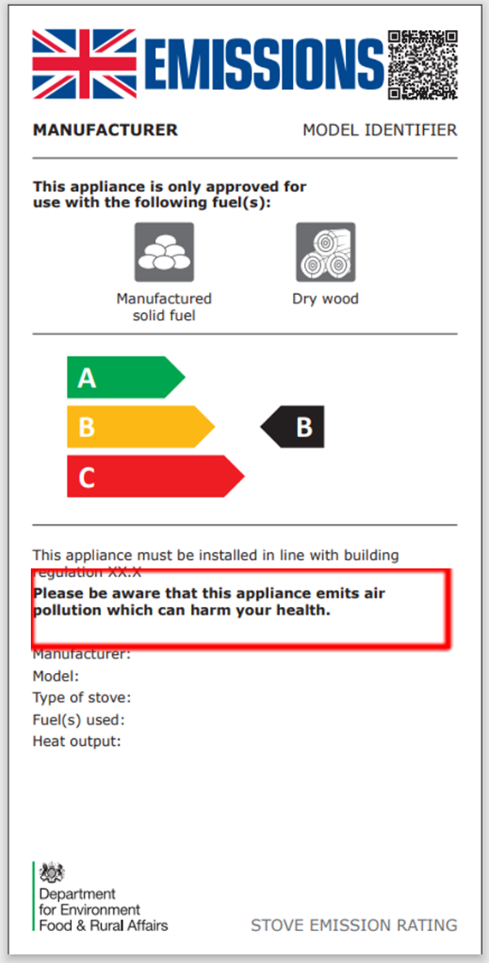 EMISSIONS
MANUFACTURER MODEL IDENTIFIER
This appliance is only approved for
use with the following fuel(s):
Manufactured
solid fuel
Dry wood
A
B
B
C
This appliance must be installed in line with building
regulation XX.X
Please be aware that this appliance emits air
pollution which can harm your health.
Manufacturer:
Model:
Type of stove:
Fuel(s) used:
Heat output:
Department
for Environment
Food & Rural Affairs
STOVE EMISSION RATING